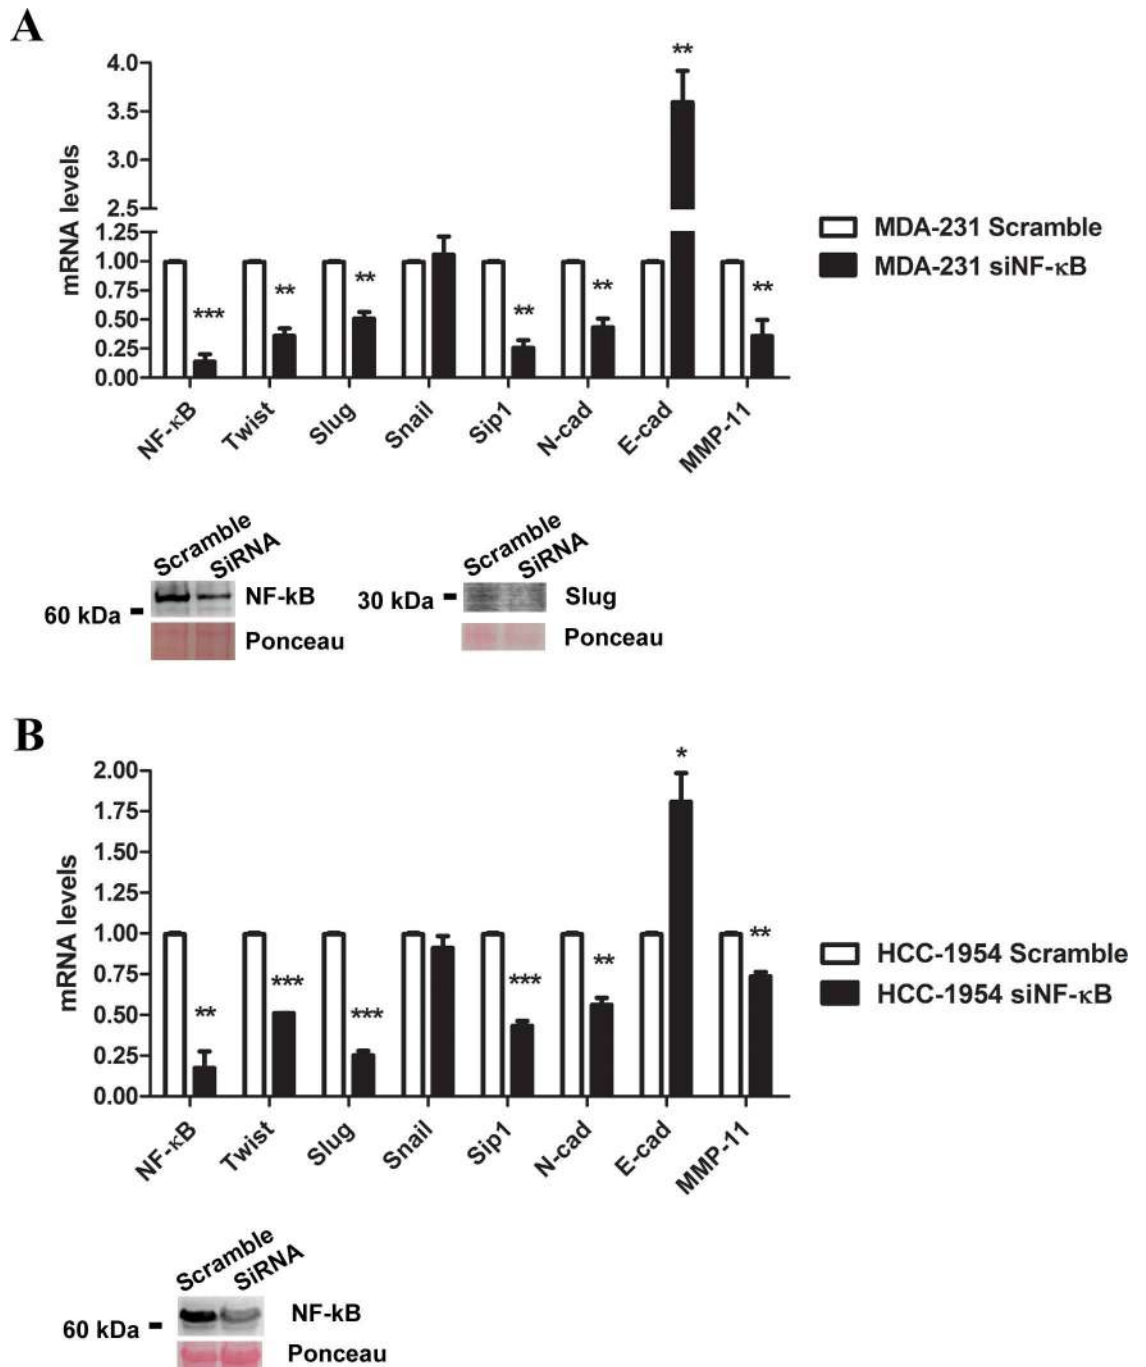 A
mRNA levels
4.0
3.5
3.0
2.5
1.25
1.00
0.75
0.50
0.25
0.00
***
**
**
**
**
**
**
NF-κB
Twist
Slug
Snail
Sip1
N-cad
E-cad
MMP-11
MDA-231 Scramble
MDA-231 siNF-κB
Scramble
SiRNA
60 kDa
NF-kB
Ponceau
Scramble
SiRNA
30 kDa
Slug
Ponceau
B
mRNA levels
2.00
1.75
1.50
1.25
1.00
0.75
0.50
0.25
0.00
**
***
***
***
**
*
**
NF-κB
Twist
Slug
Snail
Sip1
N-cad
E-cad
MMP-11
HCC-1954 Scramble
HCC-1954 siNF-κB
Scramble
SiRNA
60 kDa
NF-kB
Ponceau